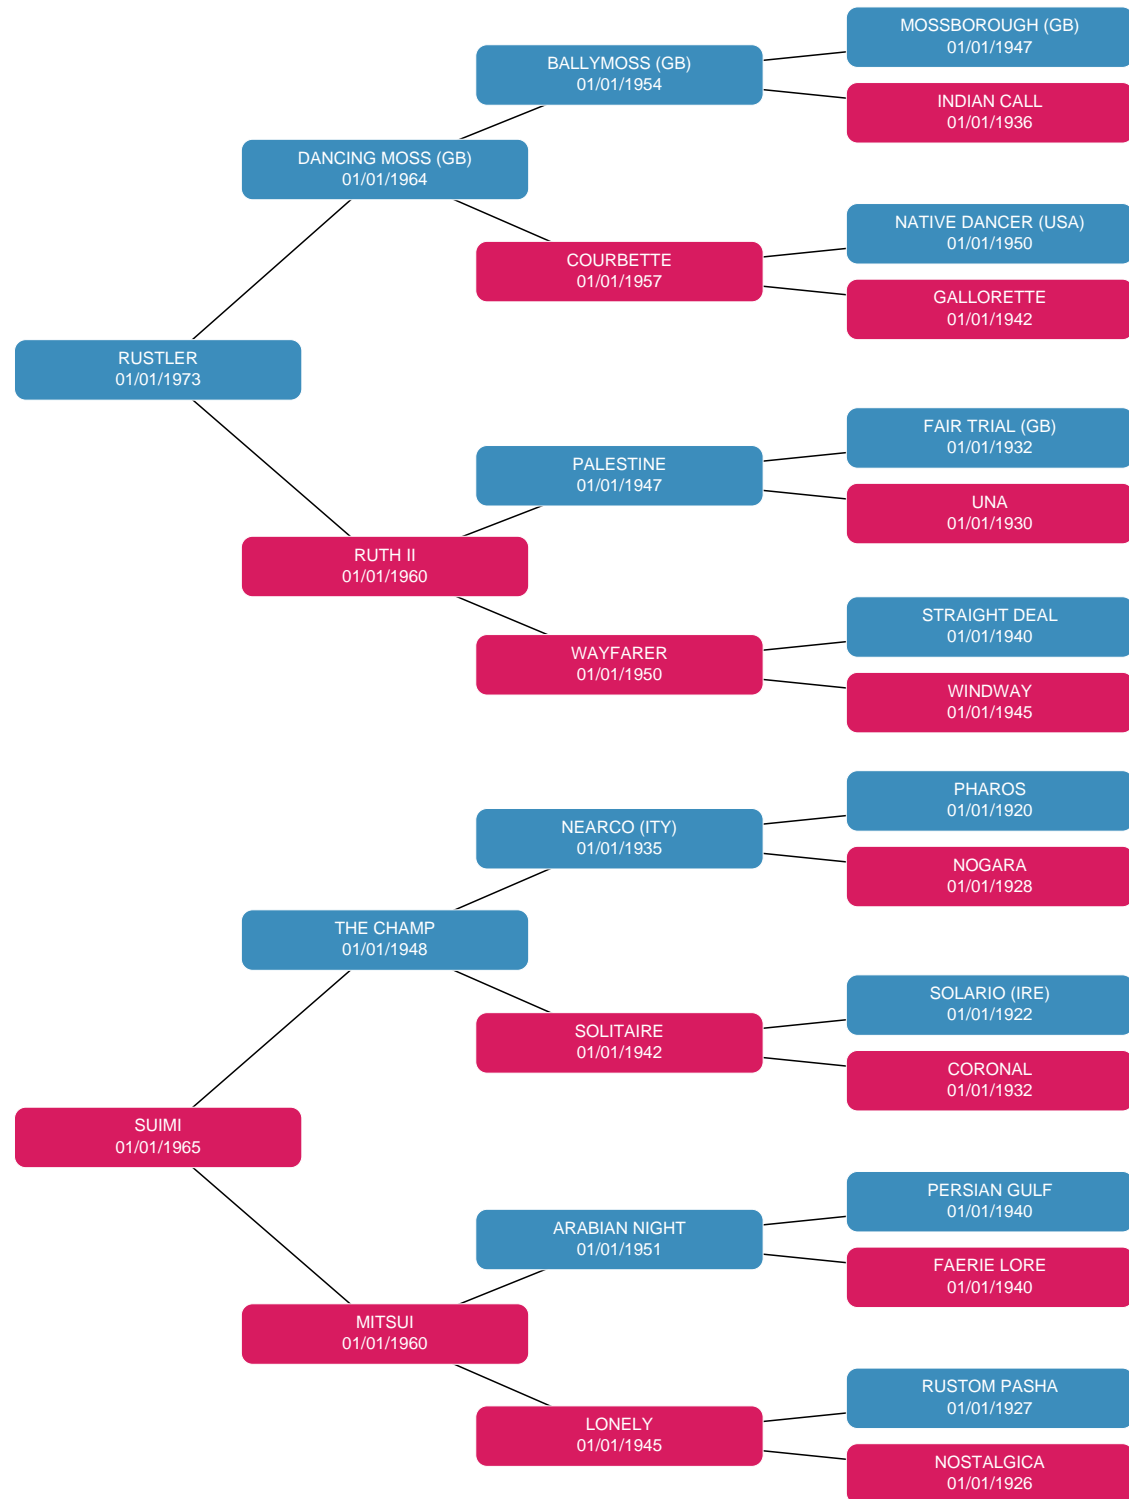 MOSSBOROUGH (GB)
01/01/1947
BALLYMOSS (GB)
01/01/1954
INDIAN CALL
01/01/1936
DANCING MOSS (GB)
01/01/1964
NATIVE DANCER (USA)
01/01/1950
COURBETTE
01/01/1957
GALLORETTE
01/01/1942
RUSTLER
01/01/1973
FAIR TRIAL (GB)
01/01/1932
PALESTINE
01/01/1947
UNA
01/01/1930
RUTH II
01/01/1960
STRAIGHT DEAL
01/01/1940
WAYFARER
01/01/1950
WINDWAY
01/01/1945
PHAROS
01/01/1920
NEARCO (ITY)
01/01/1935
NOGARA
01/01/1928
THE CHAMP
01/01/1948
SOLARIO (IRE)
01/01/1922
SOLITAIRE
01/01/1942
CORONAL
01/01/1932
SUIMI
01/01/1965
PERSIAN GULF
01/01/1940
ARABIAN NIGHT
01/01/1951
FAERIE LORE
01/01/1940
MITSUI
01/01/1960
RUSTOM PASHA
01/01/1927
LONELY
01/01/1945
NOSTALGICA
01/01/1926